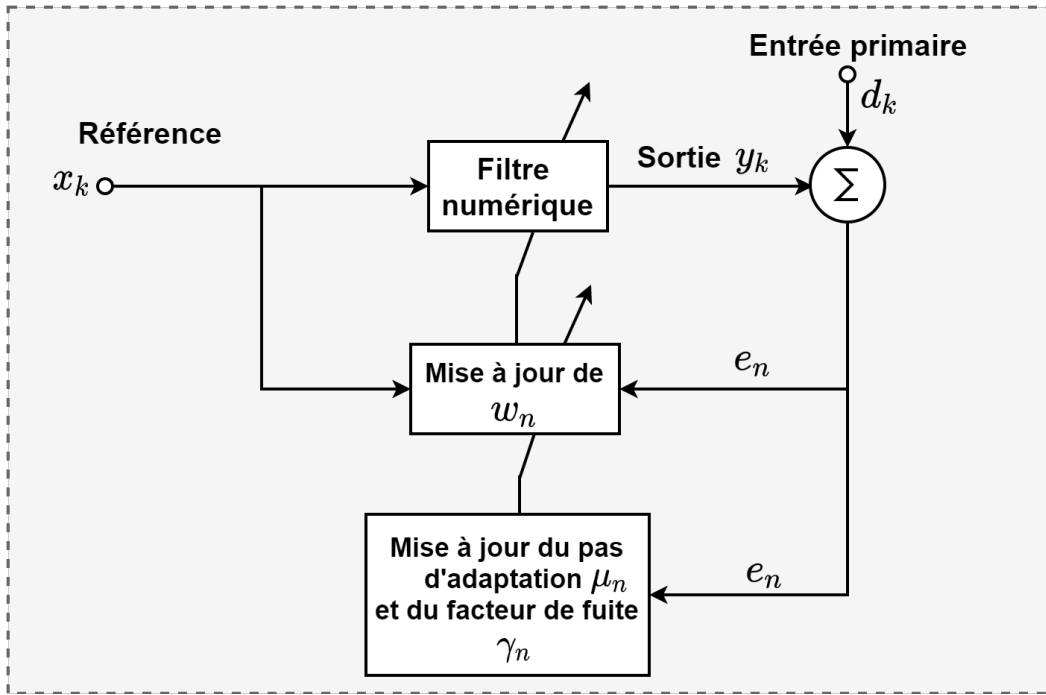 Entrée primaire
d_k
Référence
x_k
Filtre
numérique
Sortie y_k
Σ
Mise à jour de
w_n
e_n
Mise à jour du pas
d'adaptation μ_n
et du facteur de fuite
γ_n
e_n